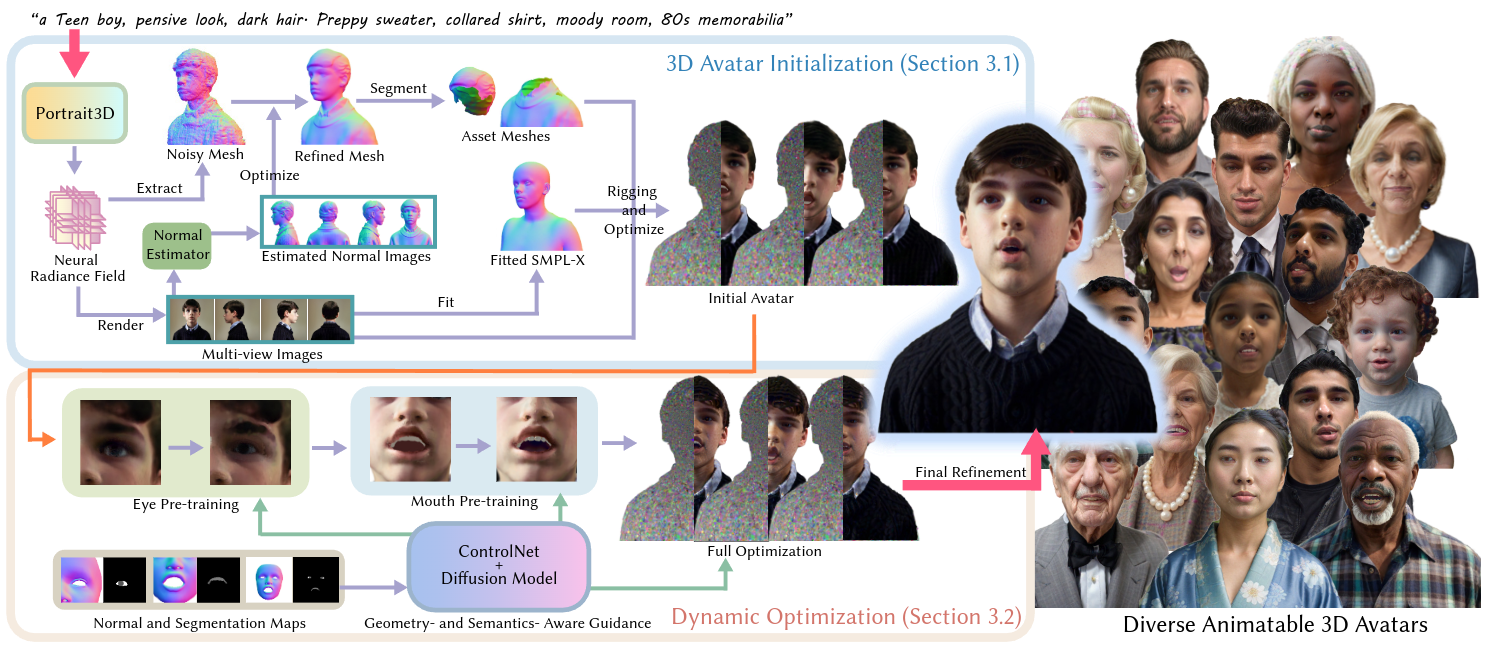 “a Teen boy, pensive look, dark hair. Preppy sweater, collared shirt, moody room, 80s memorabilia”
3D Avatar Initialization (Section 3.1)
Portrait3D
Segment
Noisy Mesh
Refined Mesh
Asset Meshes
Extract
Optimize
Rigging
and
Optimize
Neural
Radiance Field
Normal
Estimator
Estimated Normal Images
Fitted SMPL-X
Render
Fit
Initial Avatar
Multi-view Images
Eye Pre-training
Mouth Pre-training
Final Refinement
Full Optimization
ControlNet
+
Diffusion Model
Normal and Segmentation Maps
Geometry- and Semantics- Aware Guidance
Dynamic Optimization (Section 3.2)
Diverse Animatable 3D Avatars